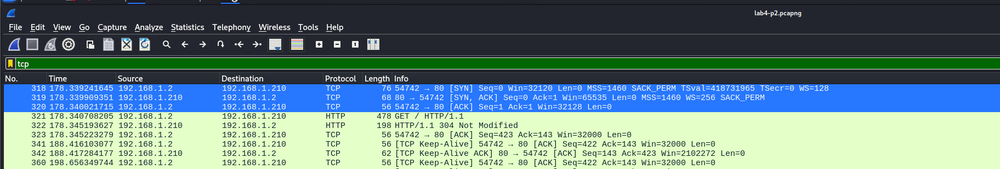 lab4-p2.pcapng
File Edit View Go Capture Analyze Statistics Telephony Wireless Tools Help
tcp
No. Time Source Destination Protocol Length Info
318 178.339241645 192.168.1.2 192.168.1.210 TCP 76 54742 → 80 [SYN] Seq=0 Win=32120 Len=0 MSS=1460 SACK_PERM TSval=418731965 TSecr=0 WS=128
319 178.339909351 192.168.1.210 192.168.1.2 TCP 68 80 → 54742 [SYN, ACK] Seq=0 Ack=1 Win=65535 Len=0 MSS=1460 WS=256 SACK_PERM
320 178.340021715 192.168.1.2 192.168.1.210 TCP 56 54742 → 80 [ACK] Seq=1 Ack=1 Win=32128 Len=0
321 178.340708205 192.168.1.2 192.168.1.210 HTTP 478 GET / HTTP/1.1
322 178.345193627 192.168.1.210 192.168.1.2 HTTP 198 HTTP/1.1 304 Not Modified
323 178.345223279 192.168.1.2 192.168.1.210 TCP 56 54742 → 80 [ACK] Seq=423 Ack=143 Win=32000 Len=0
341 188.416103077 192.168.1.2 192.168.1.210 TCP 56 [TCP Keep-Alive] 54742 → 80 [ACK] Seq=422 Ack=143 Win=32000 Len=0
342 188.417284177 192.168.1.210 192.168.1.2 TCP 62 [TCP Keep-Alive ACK] 80 → 54742 [ACK] Seq=143 Ack=423 Win=2102272 Len=0
360 198.656349744 192.168.1.2 192.168.1.210 TCP 56 [TCP Keep-Alive] 54742 → 80 [ACK] Seq=422 Ack=143 Win=32000 Len=0